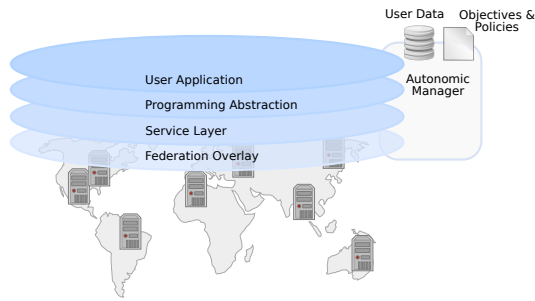 User Data
Objectives &
Policies
Autonomic
Manager
User Application
Programming Abstraction
Service Layer
Federation Overlay